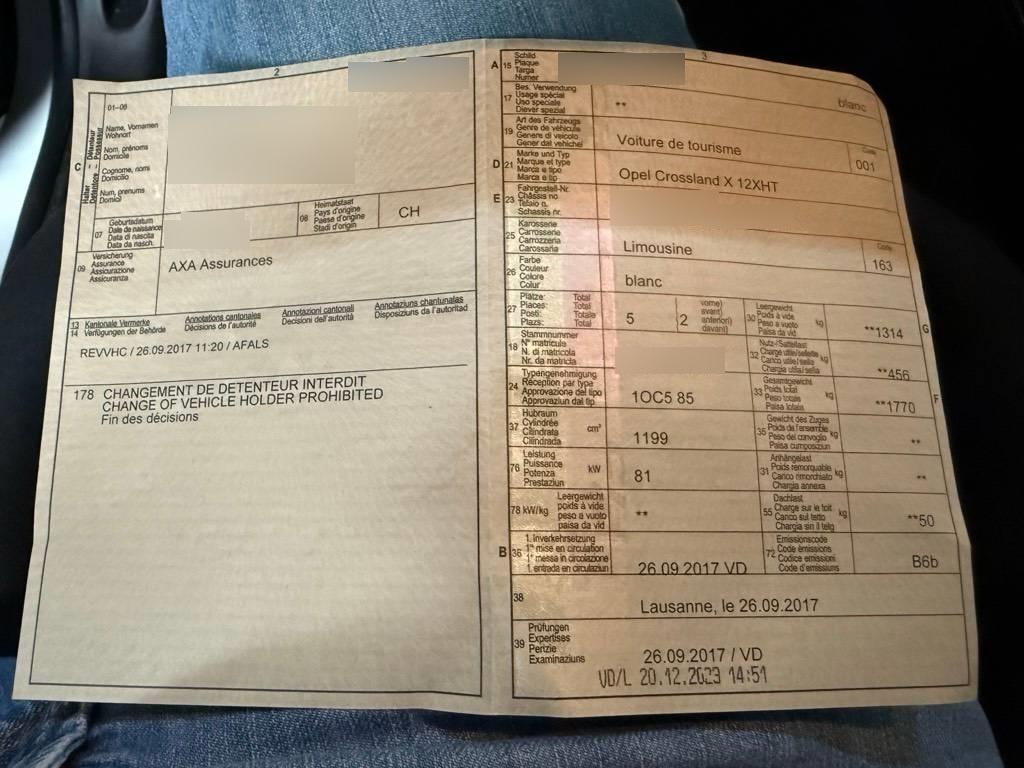 2
01–06
Name, Vornamen
Wohnort
Nom, prénoms
Domicile
Cognome, nomi
Domicilio
Num, prenums
Domicil
C
Halter
Détenteur
Detentore
Possessur
07
Geburtsdatum
Date de naissance
Data di nascita
Data da nasch.
08
Heimatstaat
Pays d'origine
Paese d'origine
Stadi d'origin
CH
09
Versicherung
Assurance
Assicurazione
Assicuranza
AXA Assurances
13 Kantonale Vermerke Annotations cantonales Annotazioni cantonali Annotaziuns chantunalas
14 Verfügungen der Behörde Décisions de l'autorité Decisioni dell'autorità Disposiziuns da l'autoritad
REVVHC / 26.09.2017 11:20 / AFALS
178 CHANGEMENT DE DETENTEUR INTERDIT
CHANGE OF VEHICLE HOLDER PROHIBITED
Fin des décisions
3
A 15
Schild
Plaque
Targa
Numer
blanc
17
Bes. Verwendung
Usage spécial
Uso speciale
Diever spezial
**
19
Art des Fahrzeugs
Genre de véhicule
Genere di veicolo
Gener dal vehichel
Voiture de tourisme
Code
001
D 21
Marke und Typ
Marque et type
Marca e tipo
Marca e tip
Opel Crossland X 12XHT
E 23
Fahrgestell-Nr.
Châssis no
Telaio n.
Schassis nr.
25
Karosserie
Carrosserie
Carrozzeria
Carossaria
Limousine
Code
163
26
Farbe
Couleur
Colore
Colur
blanc
27
Plätze: Total
Places: Total
Posti: Totale
Plazs: Total
5
2
vorne)
avant)
anteriori)
davant)
30
Leergewicht
Poids à vide
Peso a vuoto
Paisa da vid
kg
**1314
G
18
Stammnummer
N° matricule
N. di matricola
Nr. da matricla
32
Nutz-/Sattellast
Charge utile/sellette
Carico utile/sella
Chargia utila/sella
kg
**456
24
Typengenehmigung
Réception par type
Approvazione del tipo
Approvaziun dal tip
1OC5 85
33
Gesamtgewicht
Poids total
Peso totale
Paisa totala
kg
**1770
F
37
Hubraum
Cylindrée
Cilindrata
Cilindrada
cm³
1199
35
Gewicht des Zuges
Poids de l'ensemble
Peso del convoglio
Paisa cumposiziun
kg
**
76
Leistung
Puissance
Potenza
Prestaziun
kW
81
31
Anhängelast
Poids remorquable
Carico rimorchiato
Chargia annexa
kg
**
78 kW/kg
Leergewicht
poids à vide
peso a vuoto
paisa da vid
**
55
Dachlast
Charge sur le toit
Carico sul tetto
Chargia sin il tetg
kg
**50
B 36
1. Inverkehrsetzung
1re mise en circulation
1a messa in circolazione
1. entrada en circulaziun
26.09.2017 VD
72
Emissionscode
Code émissions
Codice emissioni
Code d'emissiuns
B6b
38
Lausanne, le 26.09.2017
39
Prüfungen
Expertises
Perizie
Examinaziuns
26.09.2017 / VD
VD/L 20.12.2023 14:51